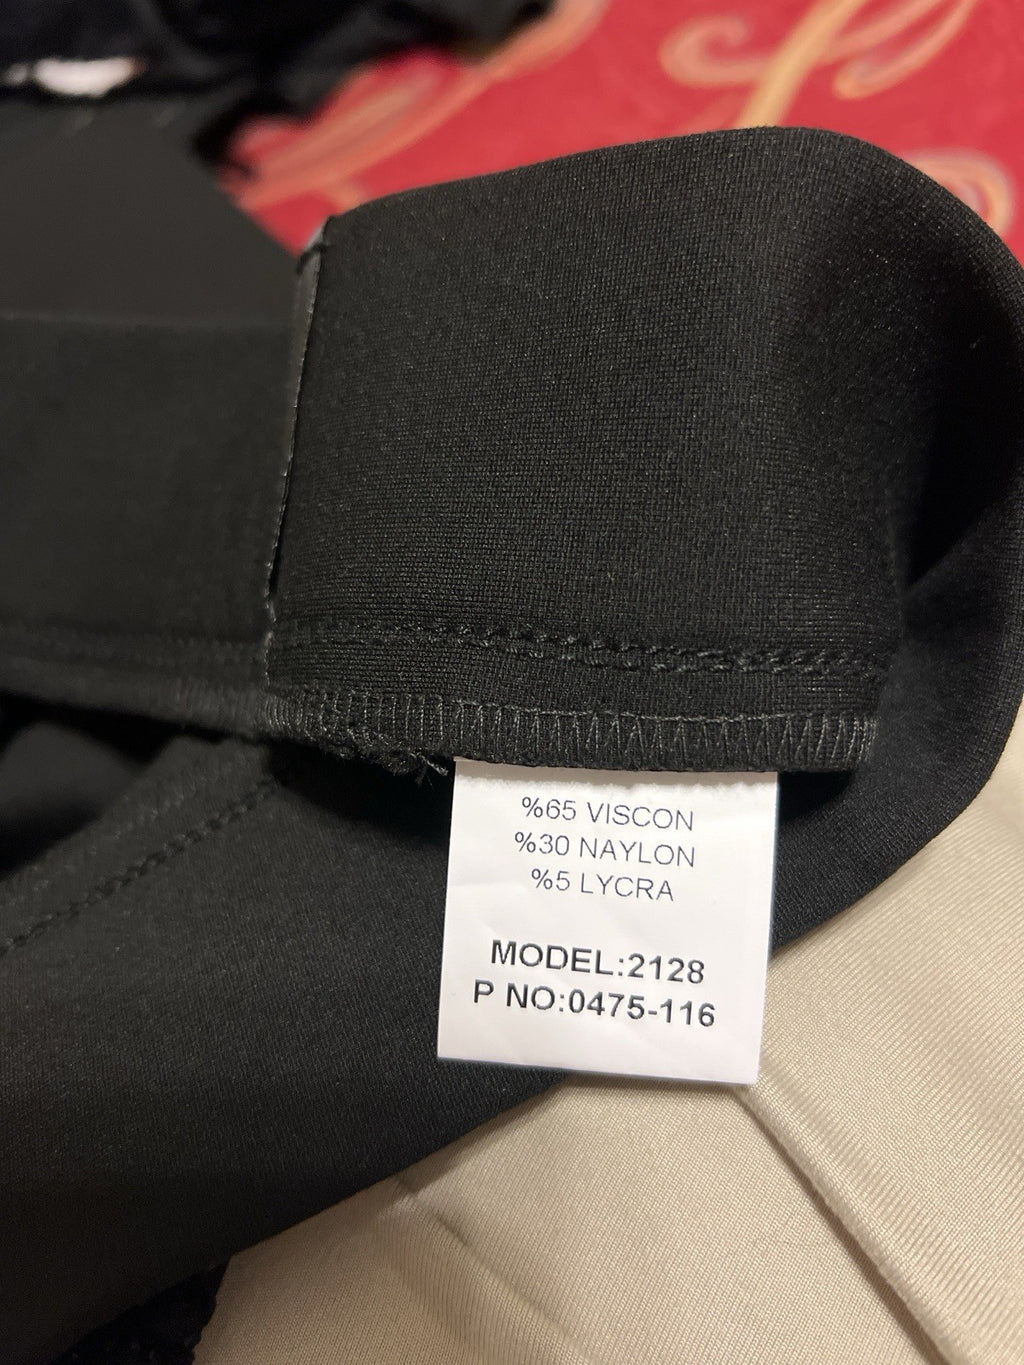 %65 VISCON
%30 NAYLON
%5 LYCRA
MODEL:2128
P NO:0475-116